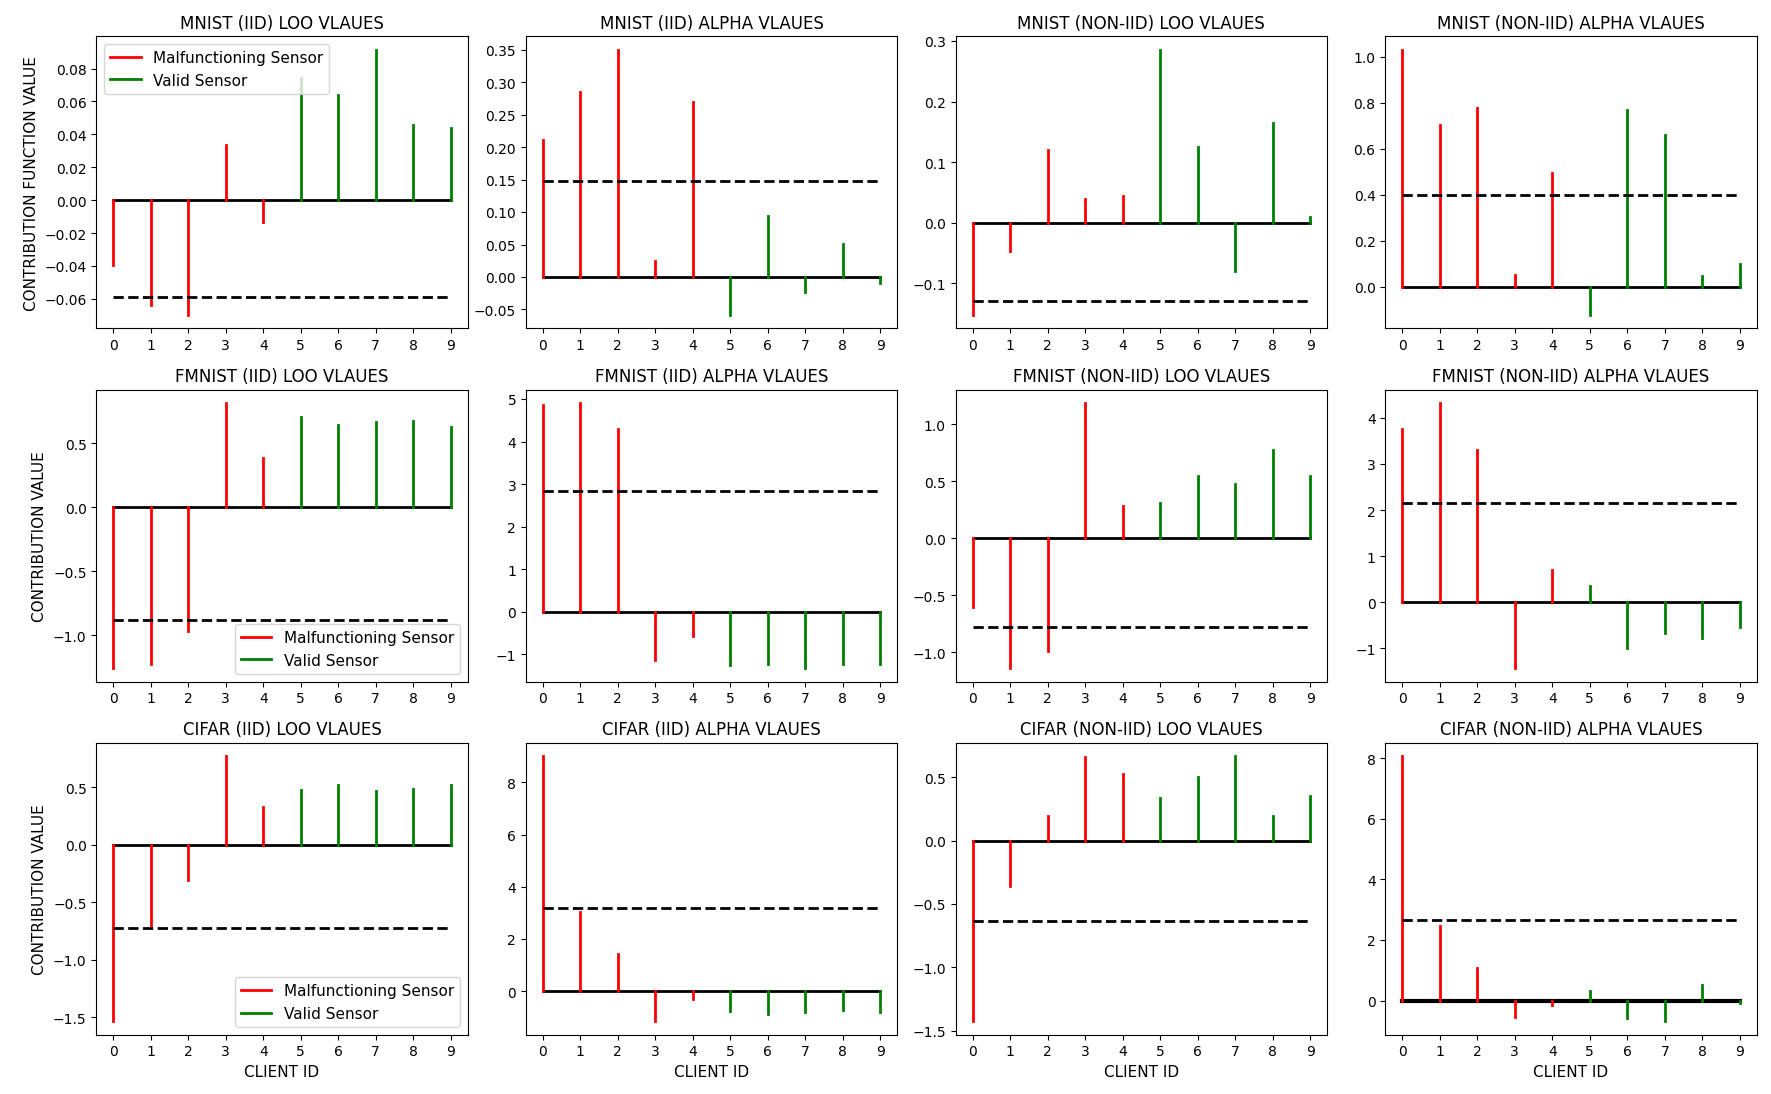 MNIST (IID) LOO VLAUES
CONTRIBUTION FUNCTION VALUE
0.08
0.06
0.04
0.02
0.00
−0.02
−0.04
−0.06
Malfunctioning Sensor
Valid Sensor
0 1 2 3 4 5 6 7 8 9
MNIST (IID) ALPHA VLAUES
0.35
0.30
0.25
0.20
0.15
0.10
0.05
0.00
−0.05
0 1 2 3 4 5 6 7 8 9
MNIST (NON-IID) LOO VLAUES
0.3
0.2
0.1
0.0
−0.1
0 1 2 3 4 5 6 7 8 9
MNIST (NON-IID) ALPHA VLAUES
1.0
0.8
0.6
0.4
0.2
0.0
0 1 2 3 4 5 6 7 8 9
FMNIST (IID) LOO VLAUES
CONTRIBUTION VALUE
0.5
0.0
−0.5
−1.0
Malfunctioning Sensor
Valid Sensor
0 1 2 3 4 5 6 7 8 9
FMNIST (IID) ALPHA VLAUES
5
4
3
2
1
0
−1
0 1 2 3 4 5 6 7 8 9
FMNIST (NON-IID) LOO VLAUES
1.0
0.5
0.0
−0.5
−1.0
0 1 2 3 4 5 6 7 8 9
FMNIST (NON-IID) ALPHA VLAUES
4
3
2
1
0
−1
0 1 2 3 4 5 6 7 8 9
CIFAR (IID) LOO VLAUES
CONTRIBUTION VALUE
0.5
0.0
−0.5
−1.0
−1.5
Malfunctioning Sensor
Valid Sensor
0 1 2 3 4 5 6 7 8 9
CLIENT ID
CIFAR (IID) ALPHA VLAUES
8
6
4
2
0
0 1 2 3 4 5 6 7 8 9
CLIENT ID
CIFAR (NON-IID) LOO VLAUES
0.5
0.0
−0.5
−1.0
−1.5
0 1 2 3 4 5 6 7 8 9
CLIENT ID
CIFAR (NON-IID) ALPHA VLAUES
8
6
4
2
0
0 1 2 3 4 5 6 7 8 9
CLIENT ID